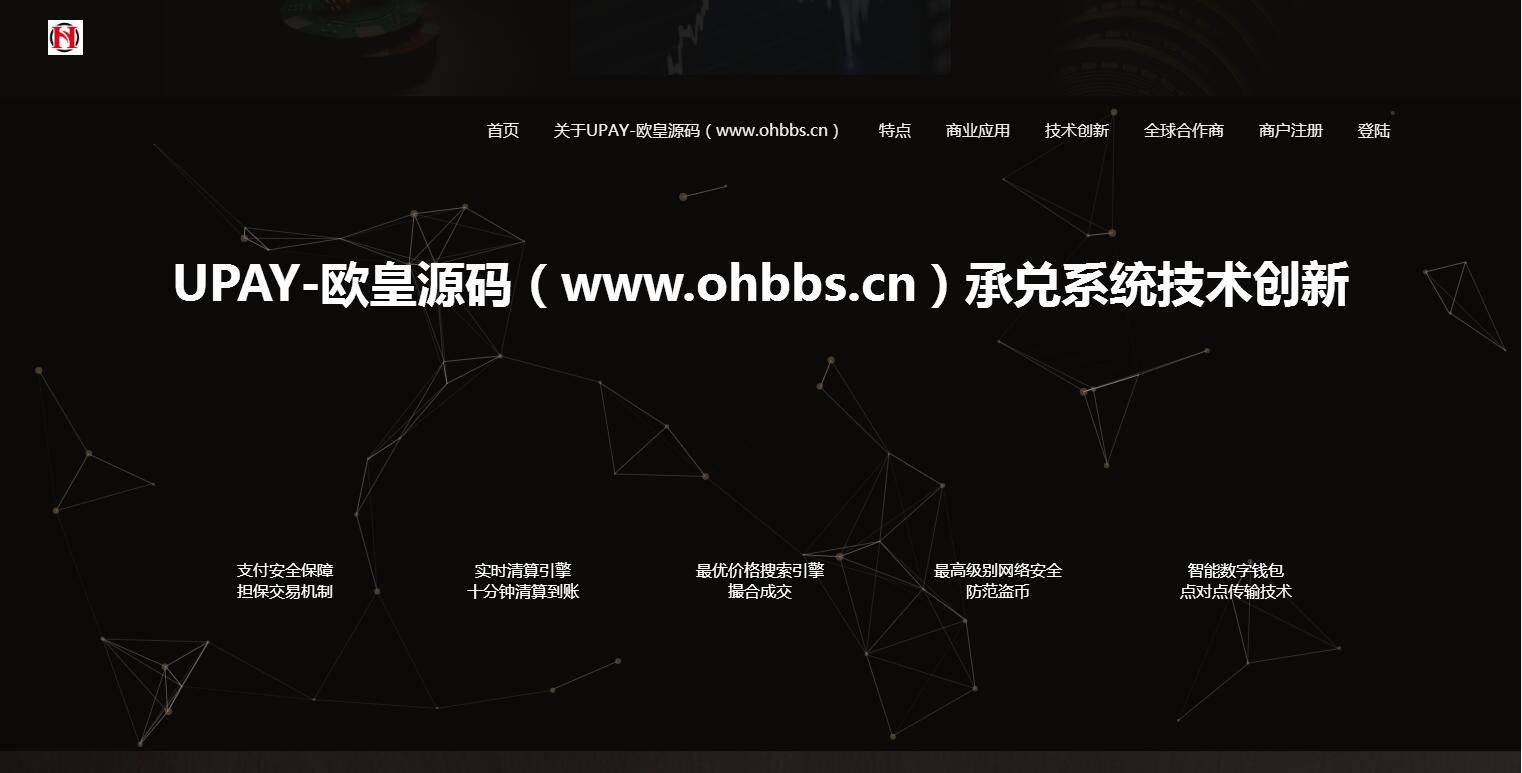 首页 关于UPAY-欧皇源码（www.ohbbs.cn） 特点 商业应用 技术创新 全球合作商 商户注册 登陆
UPAY-欧皇源码（www.ohbbs.cn）承兑系统技术创新
支付安全保障 实时清算引擎 最优价格搜索引擎 最高级别网络安全 智能数字钱包
担保交易机制 十分钟清算到账 撮合成交 防范盗币 点对点传输技术